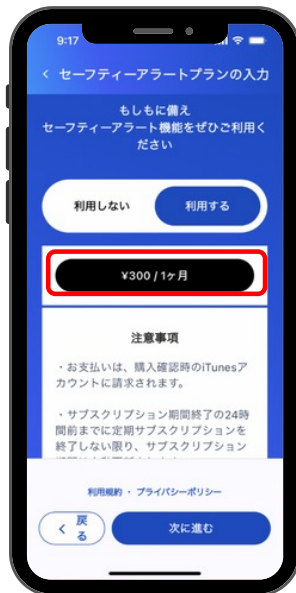 9:17
< セーフティーアラートプランの入力
もしもに備え
セーフティーアラート機能をぜひご利用く
ださい
利用しない 利用する
¥300 / 1ヶ月
注意事項
・お支払いは、購入確認時のiTunesア
カウントに請求されます。
・サブスクリプション期間終了の24時
間前までに定期サブスクリプションを
終了しない限り、サブスクリプション
利用規約 ・ プライバシーポリシー
< 戻る 次に進む